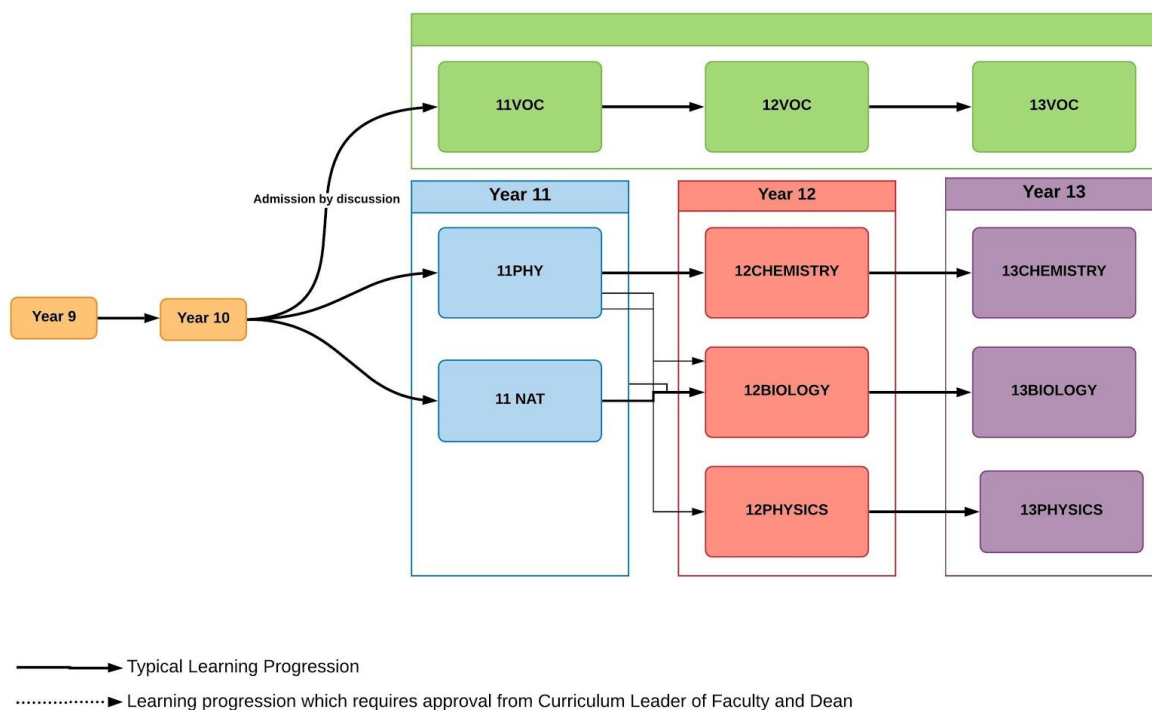 11VOC
12VOC
13VOC
Admission by discussion
Year 11
Year 12
Year 13
11PHY
12CHEMISTRY
13CHEMISTRY
Year 9
Year 10
11 NAT
12BIOLOGY
13BIOLOGY
12PHYSICS
13PHYSICS
Typical Learning Progression
Learning progression which requires approval from Curriculum Leader of Faculty and Dean